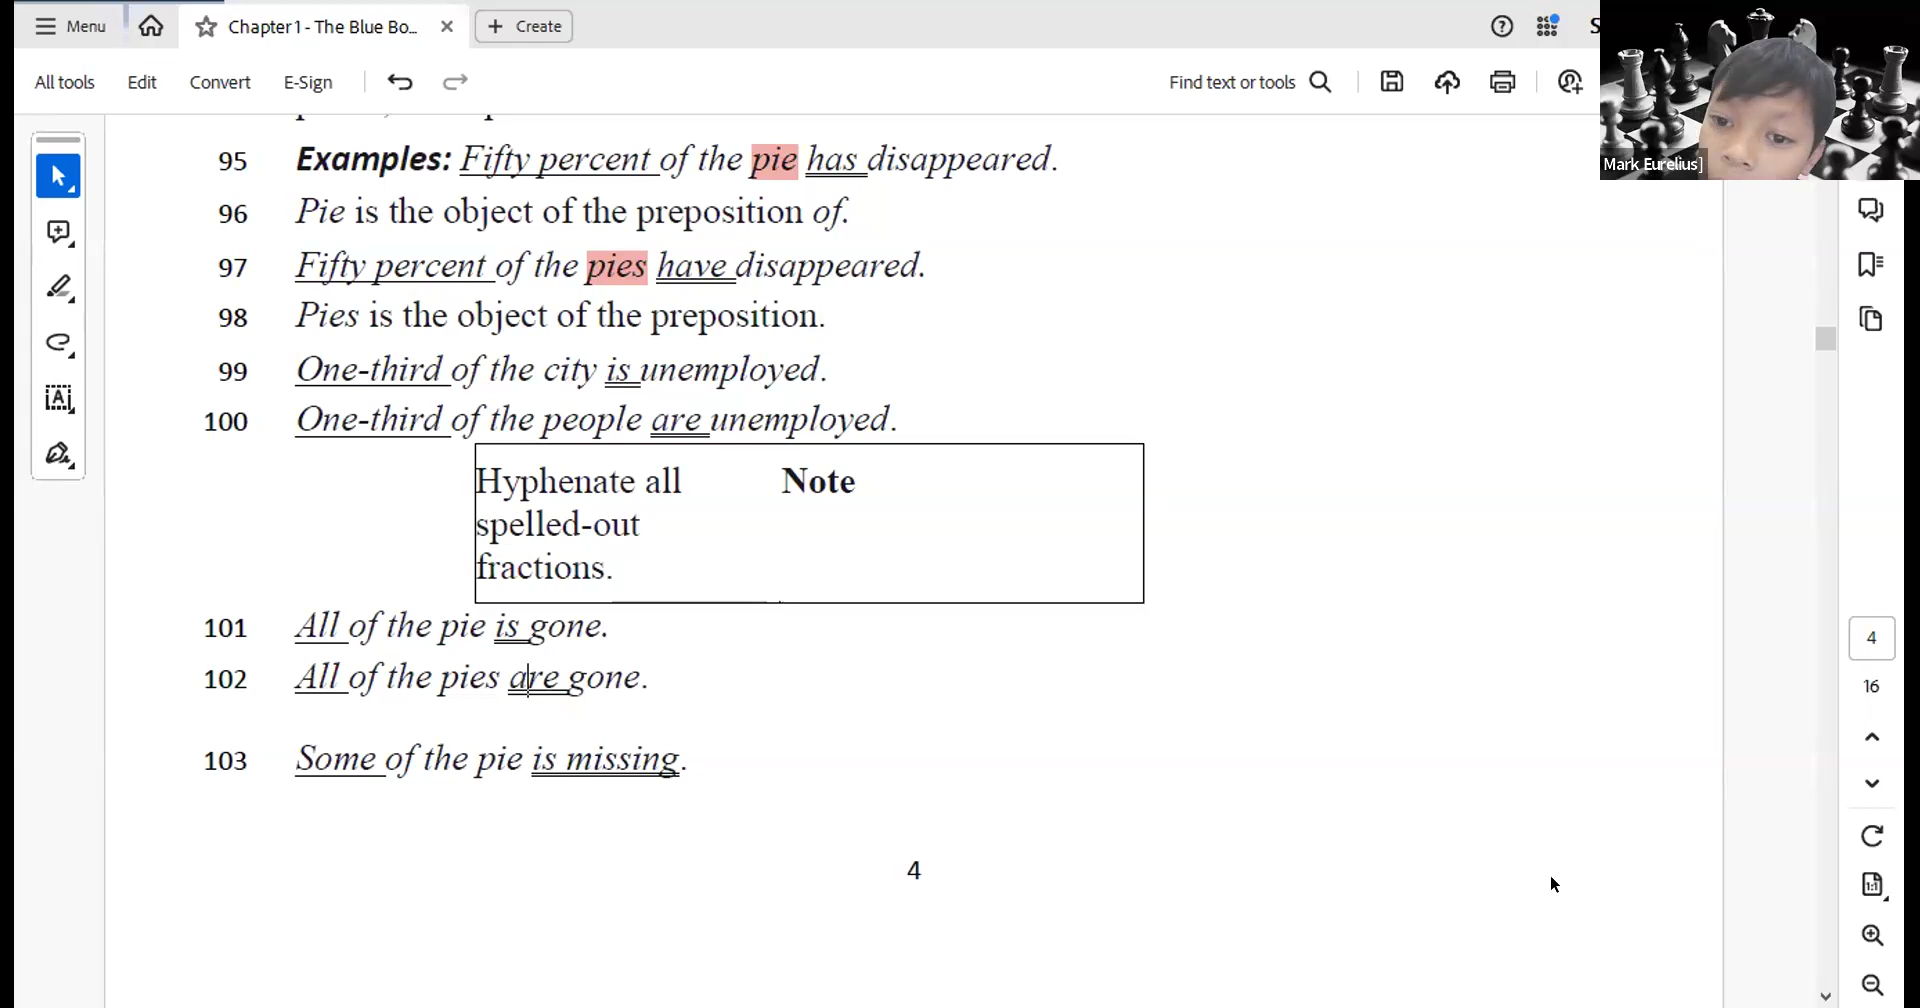 Menu
Chapter 1 - The Blue Bo...
Create
All tools
Edit
Convert
E-Sign
Find text or tools
Mark Eurelius]
95 Examples: Fifty percent of the pie has disappeared.
96 Pie is the object of the preposition of.
97 Fifty percent of the pies have disappeared.
98 Pies is the object of the preposition.
99 One-third of the city is unemployed.
100 One-third of the people are unemployed.
Hyphenate all Note
spelled-out
fractions.
101 All of the pie is gone.
102 All of the pies are gone.
103 Some of the pie is missing.
4
4
16
1:1